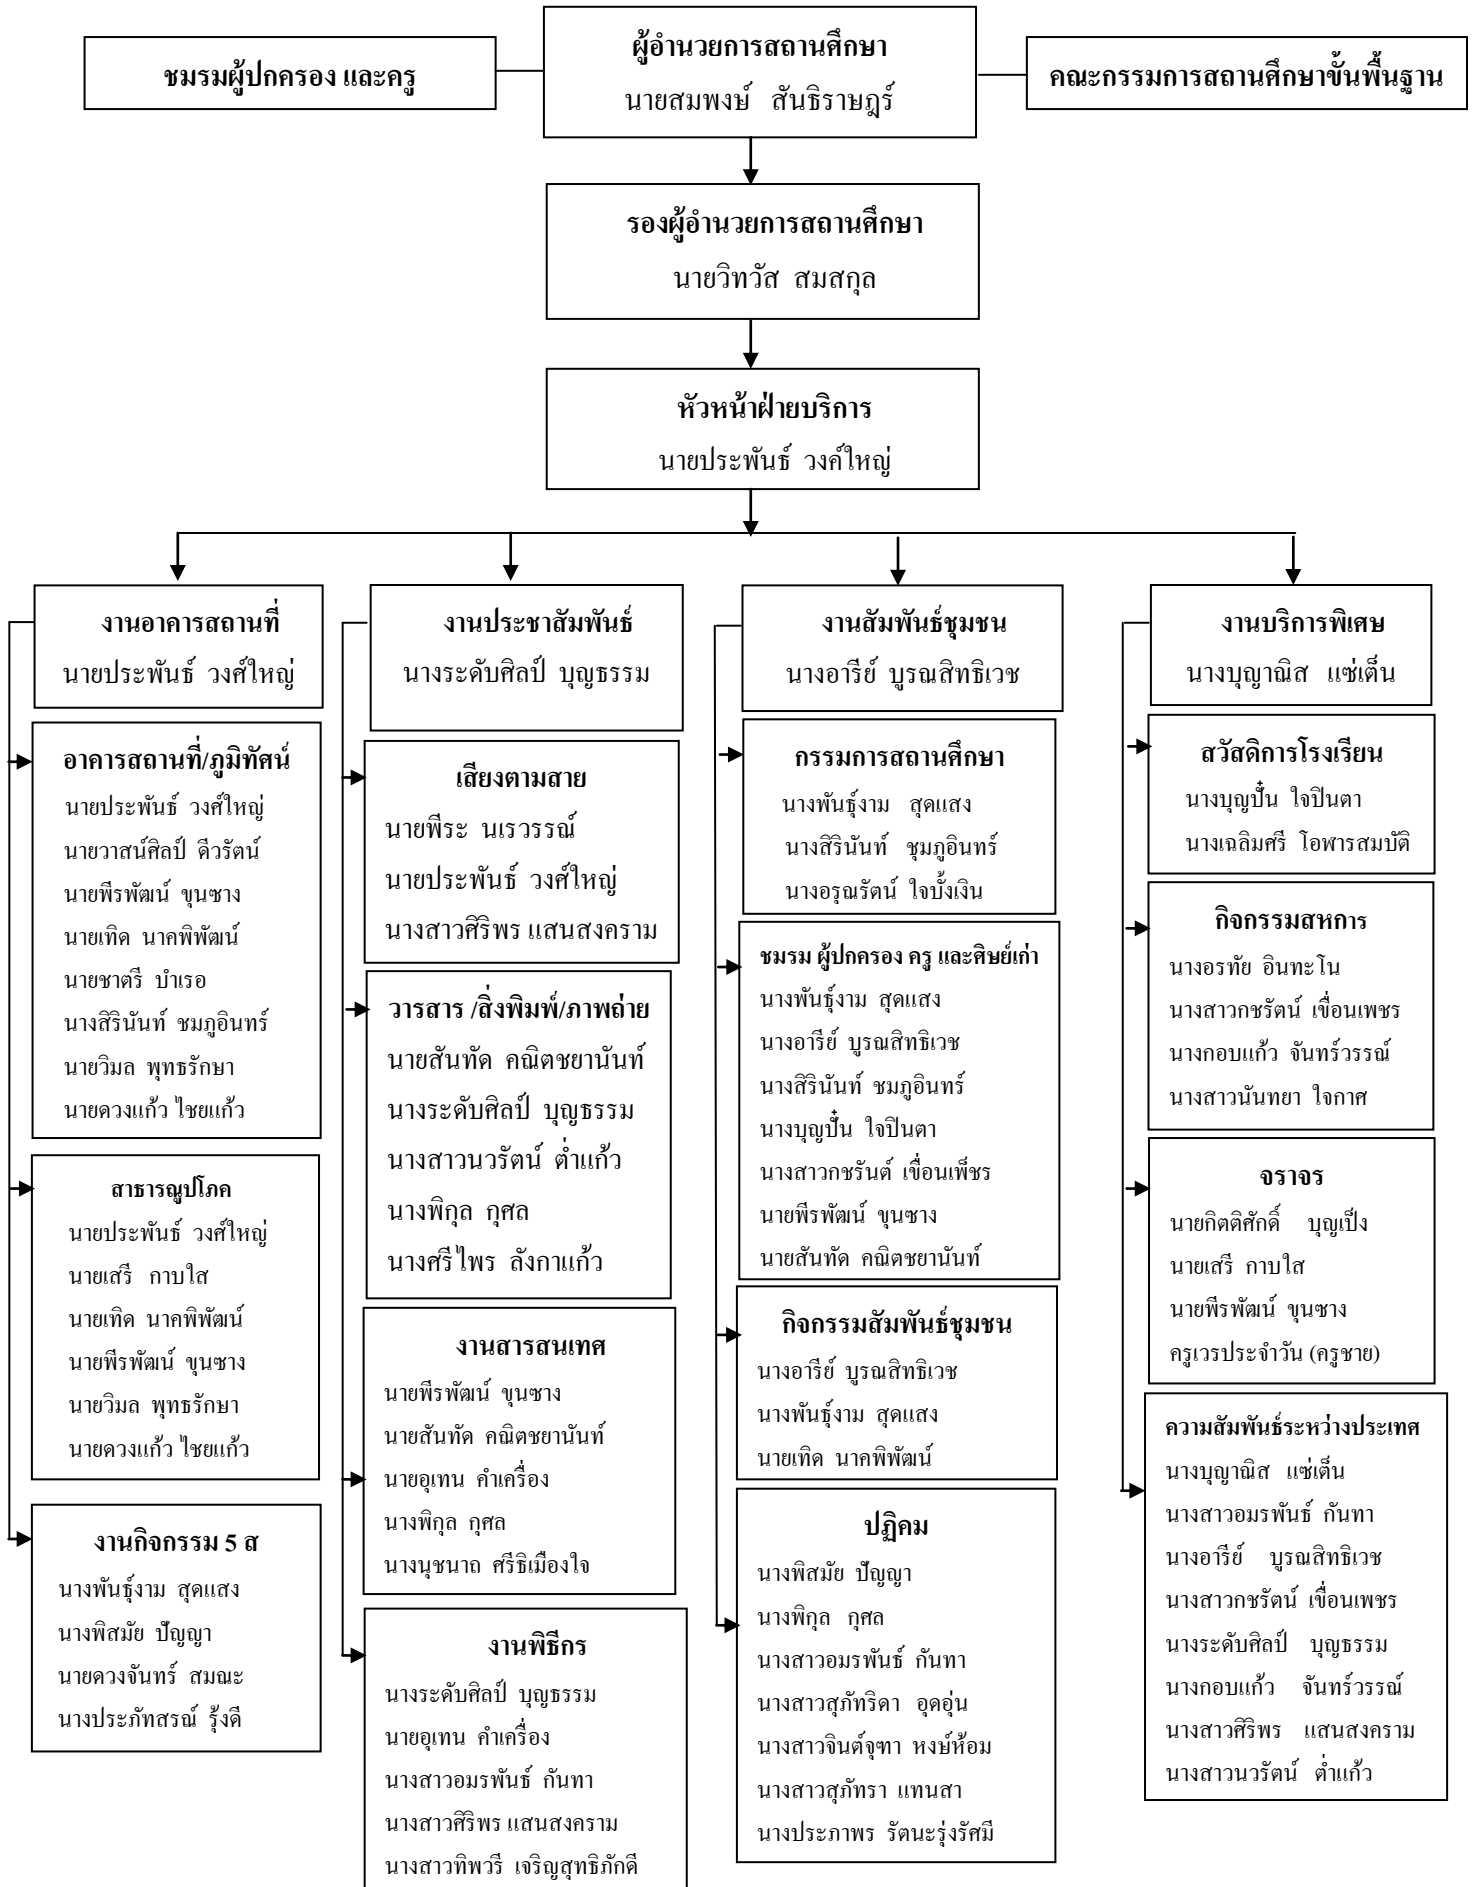 ผู้อำนวยการสถานศึกษา
นายสมพงษ์ สันธิราษฎร์
ชมรมผู้ปกครอง และครู
คณะกรรมการสถานศึกษาขั้นพื้นฐาน
รองผู้อำนวยการสถานศึกษา
นายวิทวัส สมสกุล
หัวหน้าฝ่ายบริการ
นายประพันธ์ วงค์ใหญ่
งานอาคารสถานที่
นายประพันธ์ วงศ์ใหญ่
อาคารสถานที่/ภูมิทัศน์
นายประพันธ์ วงศ์ใหญ่
นายวาสน์ศิลป์ ดีวรัตน์
นายพีรพัฒน์ ขุนซาง
นายเทิด นาคพิพัฒน์
นายชาตรี บำเรอ
นางสิรินันท์ ชมภูอินทร์
นายวิมล พุทธรักษา
นายดวงแก้ว ไชยแก้ว
สาธารณูปโภค
นายประพันธ์ วงศ์ใหญ่
นายเสรี กาบใส
นายเทิด นาคพิพัฒน์
นายพีรพัฒน์ ขุนซาง
นายวิมล พุทธรักษา
นายดวงแก้ว ไชยแก้ว
งานกิจกรรม 5 ส
นางพันธุ์งาม สุดแสง
นางพิสมัย ปัญญา
นายดวงจันทร์ สมณะ
นางประภัทสรณ์ รุ้งดี
งานประชาสัมพันธ์
นางระดับศิลป์ บุญธรรม
เสียงตามสาย
นายพีระ นเรวรรณ์
นายประพันธ์ วงศ์ใหญ่
นางสาวศิริพร แสนสงคราม
วารสาร /สิ่งพิมพ์/ภาพถ่าย
นายสันทัด คณิตชยานันท์
นางระดับศิลป์ บุญธรรม
นางสาวนวรัตน์ ต่ำแก้ว
นางพิกุล กุศล
นางศรีไพร ลังกาแก้ว
งานสารสนเทศ
นายพีรพัฒน์ ขุนซาง
นายสันทัด คณิตชยานันท์
นายอุเทน คำเครื่อง
นางพิกุล กุศล
นางนุชนาถ ศรีธิเมืองใจ
งานพิธีกร
นางระดับศิลป์ บุญธรรม
นายอุเทน คำเครื่อง
นางสาวอมรพันธ์ กันทา
นางสาวศิริพร แสนสงคราม
นางสาวทิพวรี เจริญสุทธิภักดี
งานสัมพันธ์ชุมชน
นางอารีย์ บูรณสิทธิเวช
กรรมการสถานศึกษา
นางพันธุ์งาม สุดแสง
นางสิรินันท์ ชุมภูอินทร์
นางอรุณรัตน์ ใจบั้งเงิน
ชมรม ผู้ปกครอง ครู และศิษย์เก่า
นางพันธุ์งาม สุดแสง
นางอารีย์ บูรณสิทธิเวช
นางสิรินันท์ ชมภูอินทร์
นางบุญปั๋น ใจปินตา
นางสาวกชรันต์ เขื่อนเพ็ชร
นายพีรพัฒน์ ขุนซาง
นายสันทัด คณิตชยานันท์
กิจกรรมสัมพันธ์ชุมชน
นางอารีย์ บูรณสิทธิเวช
นางพันธุ์งาม สุดแสง
นายเทิด นาคพิพัฒน์
ปฏิคม
นางพิสมัย ปัญญา
นางพิกุล กุศล
นางสาวอมรพันธ์ กันทา
นางสาวสุภัทริดา อุดอุ่น
นางสาวจินต์จุฑา หงษ์ห้อม
นางสาวสุภัทรา แทนสา
นางประภาพร รัตนะรุ่งรัศมี
งานบริการพิเศษ
นางบุญาณิส แซ่เต็น
สวัสดิการโรงเรียน
นางบุญปั๋น ใจปินตา
นางเฉลิมศรี โอฬารสมบัติ
กิจกรรมสหการ
นางอรทัย อินทะโน
นางสาวกชรัตน์ เขื่อนเพชร
นางกอบแก้ว จันทร์วรรณ์
นางสาวนันทยา ใจกาศ
จราจร
นายกิตติศักดิ์ บุญเป็ง
นายเสรี กาบใส
นายพีรพัฒน์ ขุนซาง
ครูเวรประจำวัน (ครูชาย)
ความสัมพันธ์ระหว่างประเทศ
นางบุญาณิส แซ่เต็น
นางสาวอมรพันธ์ กันทา
นางอารีย์ บูรณสิทธิเวช
นางสาวกชรัตน์ เขื่อนเพชร
นางระดับศิลป์ บุญธรรม
นางกอบแก้ว จันทร์วรรณ์
นางสาวศิริพร แสนสงคราม
นางสาวนวรัตน์ ต่ำแก้ว